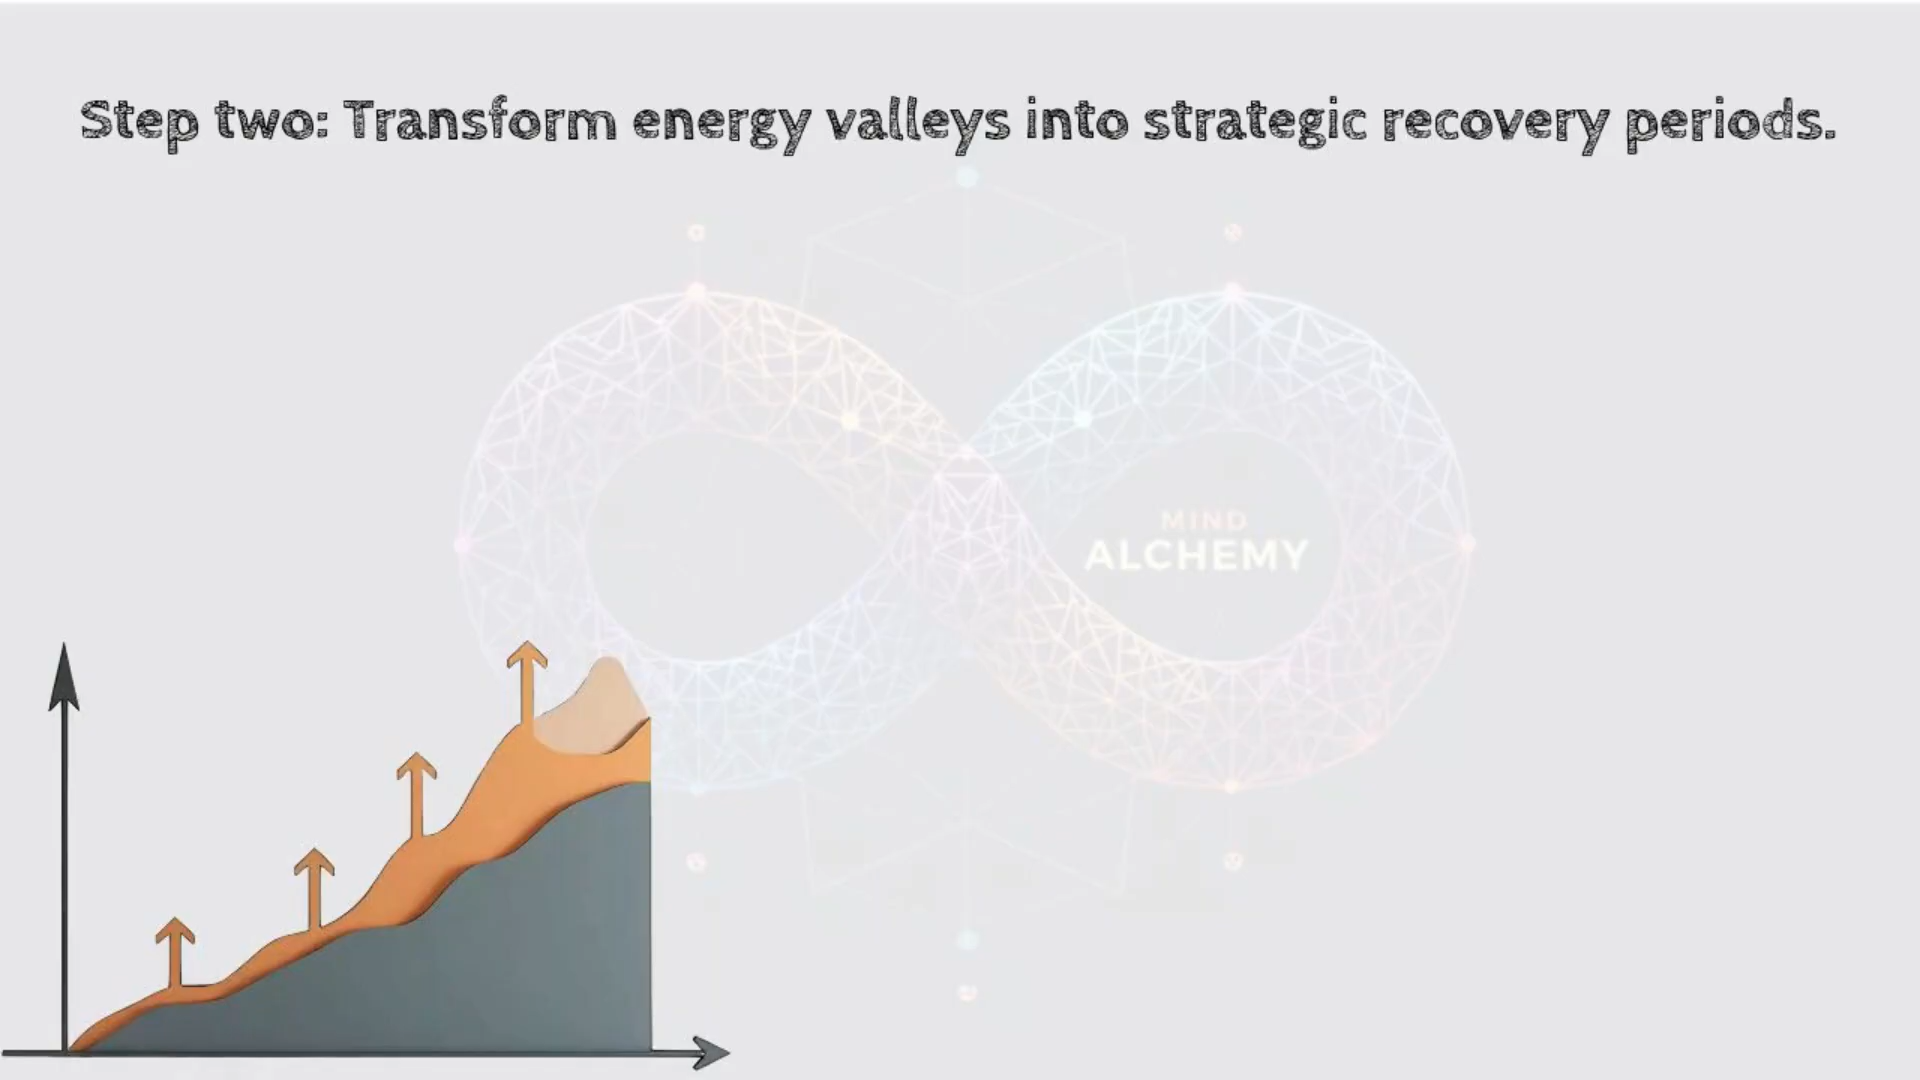 Step two: Transform energy valleys into strategic recovery periods.
MIND
ALCHEMY